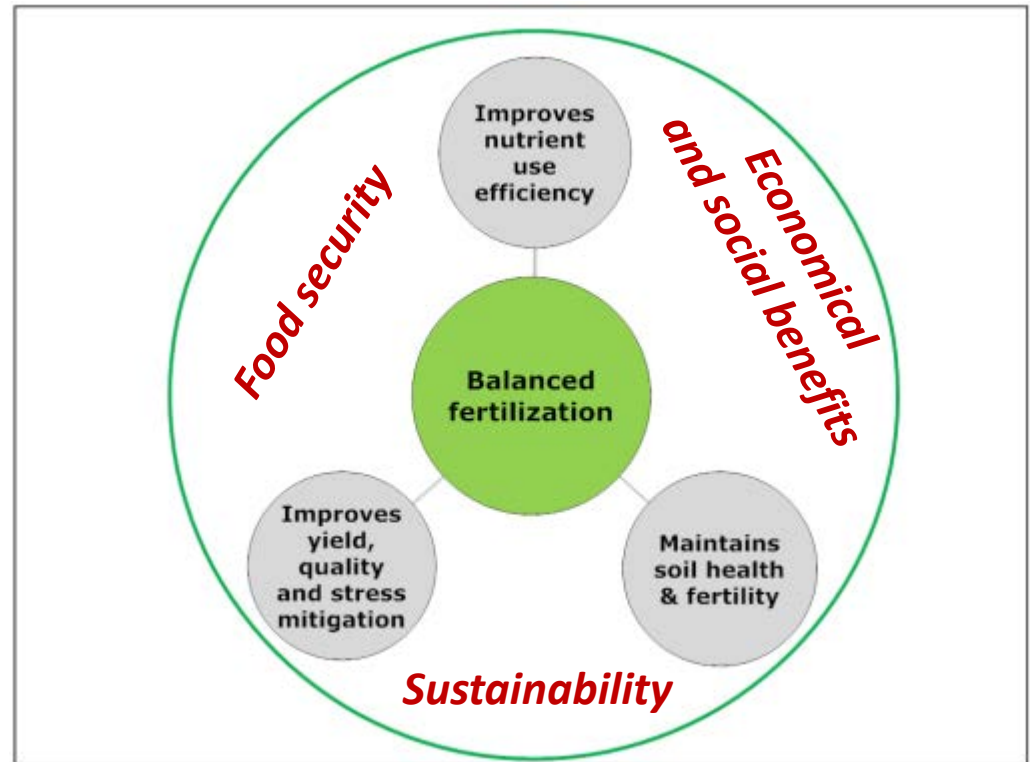 Improves
nutrient
use
efficiency
Food security
Economical
and social benefits
Balanced
fertilization
Improves
yield,
quality
and stress
mitigation
Maintains
soil health
& fertility
Sustainability